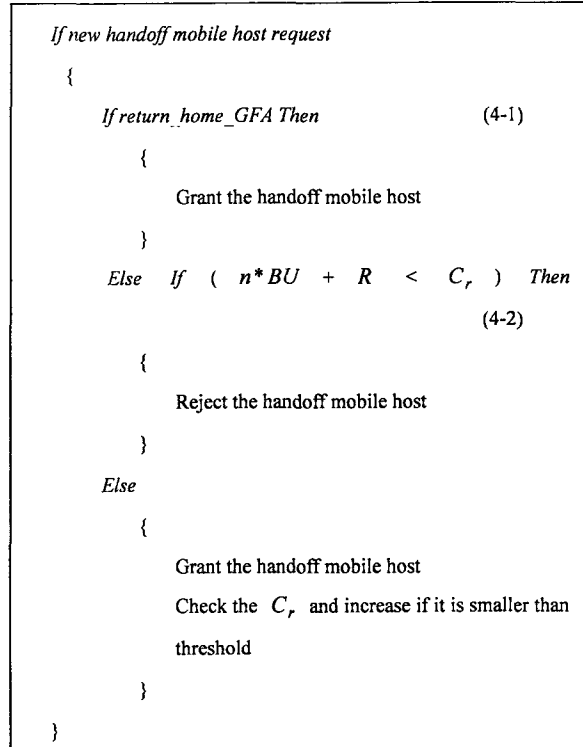 If new handoff mobile host request
{
If return_home_GFA Then (4-1)
{
Grant the handoff mobile host
}
Else If ( n* BU + R < C_r ) Then
(4-2)
{
Reject the handoff mobile host
}
Else
{
Grant the handoff mobile host
Check the C_r and increase if it is smaller than
threshold
}
}